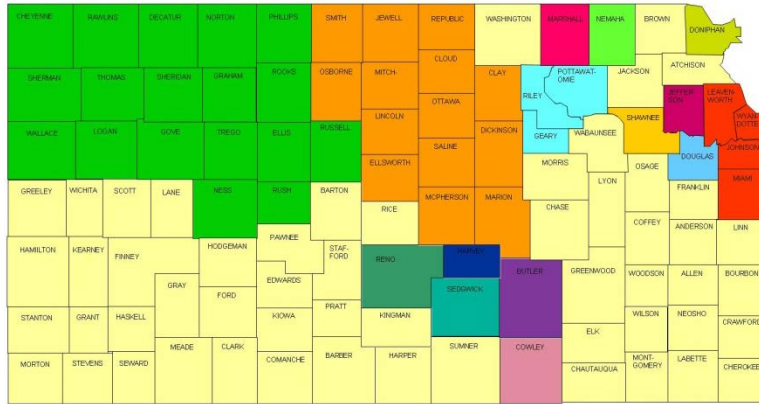 CHEYENNE
RAWLINS
DECATUR
NORTON
PHILLIPS
SMITH
JEWELL
REPUBLIC
WASHINGTON
MARSHALL
NEMAHA
BROWN
DONIPHAN
SHERMAN
THOMAS
SHERIDAN
GRAHAM
ROOKS
OSBORNE
MITCH-
CLOUD
CLAY
RILEY
POTTAWAT-
OMIE
JACKSON
ATCHISON
JEFFER
SON
LEAVEN-
WORTH
WYAN
DOTTE
WALLACE
LOGAN
GOVE
TREGO
ELLIS
RUSSELL
LINCOLN
OTTAWA
DICKINSON
GEARY
WABAUNSEE
SHAWNEE
DOUGLAS
JOHNSON
GREELEY
WICHITA
SCOTT
LANE
NESS
RUSH
BARTON
ELLSWORTH
SALINE
MORRIS
LYON
OSAGE
FRANKLIN
MIAMI
RICE
MCPHERSON
MARION
CHASE
COFFEY
ANDERSON
LINN
HAMILTON
KEARNEY
FINNEY
HODGEMAN
PAWNEE
STAF-
FORD
RENO
HARVEY
BUTLER
GREENWOOD
WOODSON
ALLEN
BOURBON
GRAY
FORD
EDWARDS
SEDGWICK
STANTON
GRANT
HASKELL
KIOWA
PRATT
KINGMAN
ELK
WILSON
NEOSHO
CRAWFORD
MORTON
STEVENS
SEWARD
MEADE
CLARK
COMANCHE
BARBER
HARPER
SUMNER
COWLEY
CHAUTAUQUA
MONT-
GOMERY
LABETTE
CHEROKEE